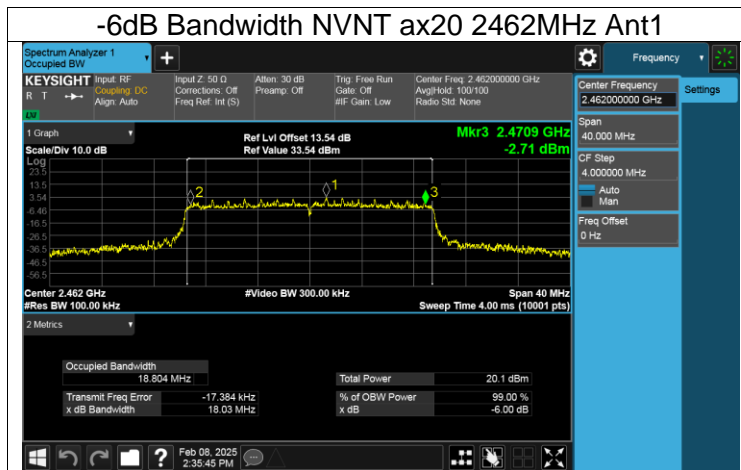 -6dB Bandwidth NVNT ax20 2462MHz Ant1
Spectrum Analyzer 1
Occupied BW
KEYSIGHT
R T
LXI
Input: RF
Coupling: DC
Align: Auto
Input Z: 50 Ω
Corrections: Off
Freq Ref: Int (S)
Atten: 30 dB
Preamp: Off
Trig: Free Run
Gate: Off
#IF Gain: Low
Center Freq: 2.462000000 GHz
Avg|Hold: 100/100
Radio Std: None
1 Graph
Scale/Div 10.0 dB
Ref Lvl Offset 13.54 dB
Ref Value 33.54 dBm
Mkr3 2.4709 GHz
-2.71 dBm
Log
23.5
13.5
3.54
-6.46
-16.5
-26.5
-36.5
-46.5
-56.5
2
1
3
Center 2.462 GHz
#Res BW 100.00 kHz
#Video BW 300.00 kHz
Span 40 MHz
Sweep Time 4.00 ms (10001 pts)
2 Metrics
Occupied Bandwidth
18.804 MHz
Transmit Freq Error -17.384 kHz
x dB Bandwidth 18.03 MHz
Total Power 20.1 dBm
% of OBW Power 99.00 %
x dB -6.00 dB
Feb 08, 2025
2:35:45 PM
Frequency
Center Frequency
2.462000000 GHz
Span
40.000 MHz
CF Step
4.000000 MHz
Auto
Man
Freq Offset
0 Hz
Settings